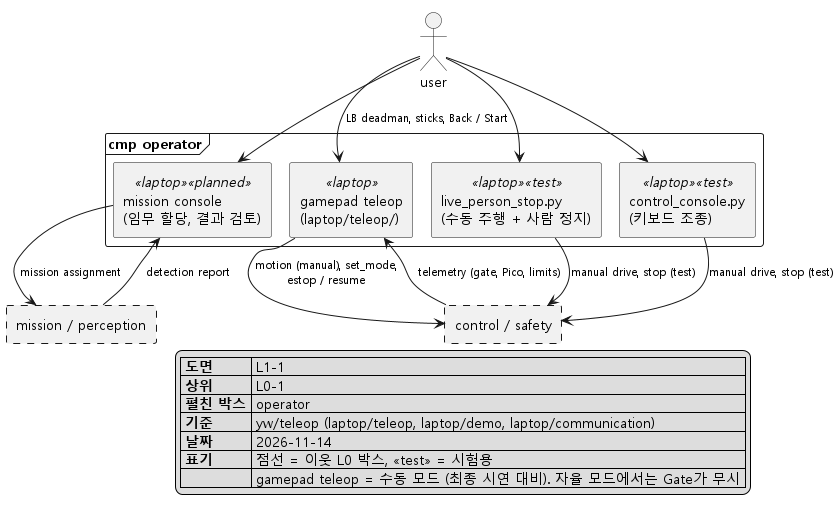 user
LB deadman, sticks, Back / Start
cmp operator
«laptop»«planned»
mission console
(임무 할당, 결과 검토)
«laptop»
gamepad teleop
(laptop/teleop/)
«laptop»«test»
live_person_stop.py
(수동 주행 + 사람 정지)
«laptop»«test»
control_console.py
(키보드 조종)
mission assignment
detection report
motion (manual), set_mode,
estop / resume
telemetry (gate, Pico, limits)
manual drive, stop (test)
manual drive, stop (test)
mission / perception
control / safety
도면 L1-1
상위 L0-1
펼친 박스 operator
기준 yw/teleop (laptop/teleop, laptop/demo, laptop/communication)
날짜 2026-11-14
표기 점선 = 이웃 L0 박스, «test» = 시험용
gamepad teleop = 수동 모드 (최종 시연 대비). 자율 모드에서는 Gate가 무시